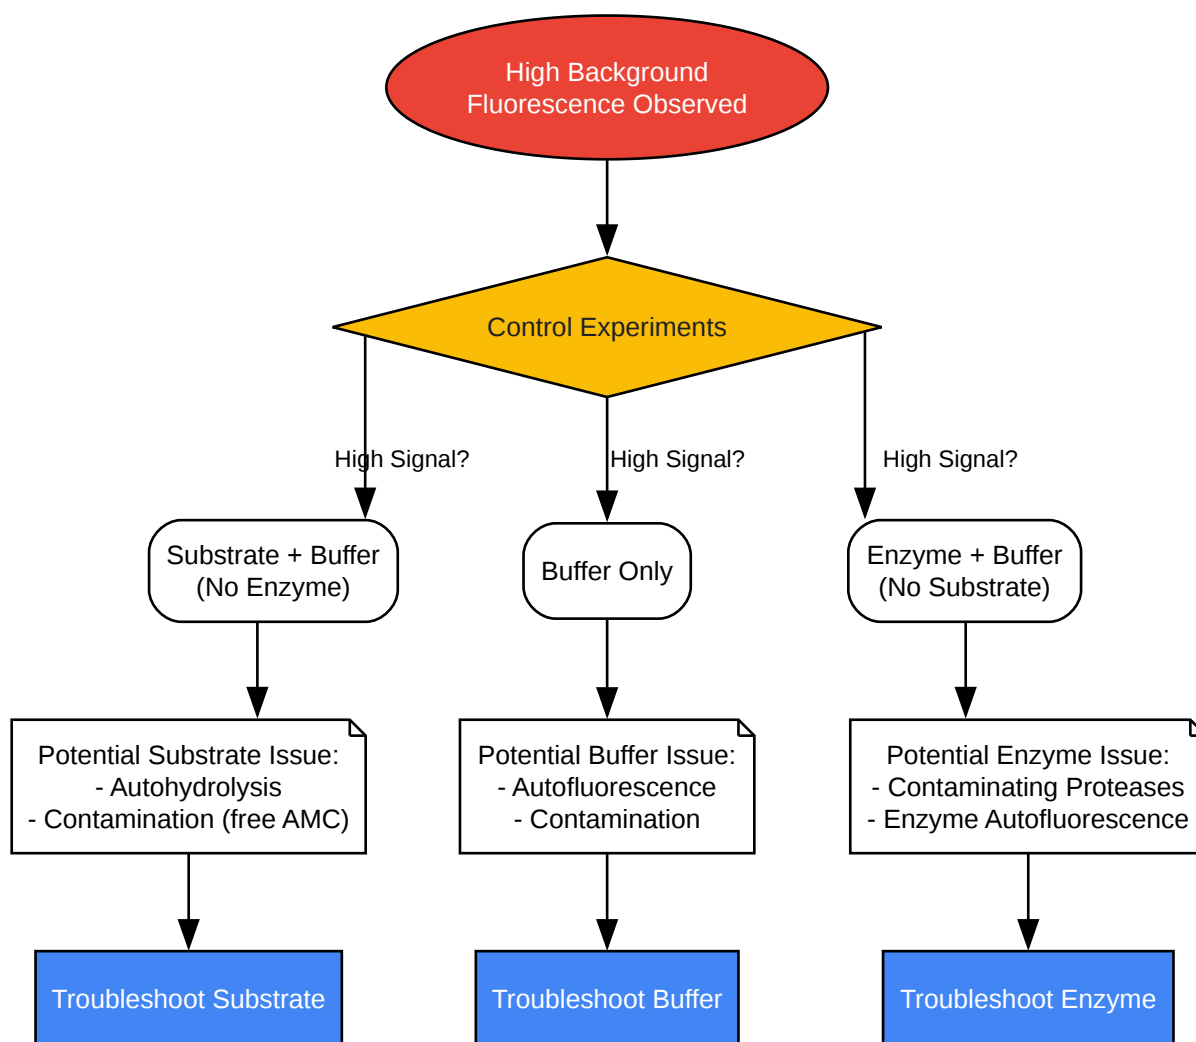 High Background
Fluorescence Observed
Control Experiments
High Signal?
High Signal?
High Signal?
Substrate + Buffer
(No Enzyme)
Buffer Only
Enzyme + Buffer
(No Substrate)
Potential Substrate Issue:
- Autohydrolysis
- Contamination (free AMC)
Potential Buffer Issue:
- Autofluorescence
- Contamination
Potential Enzyme Issue:
- Contaminating Proteases
- Enzyme Autofluorescence
Troubleshoot Substrate
Troubleshoot Buffer
Troubleshoot Enzyme